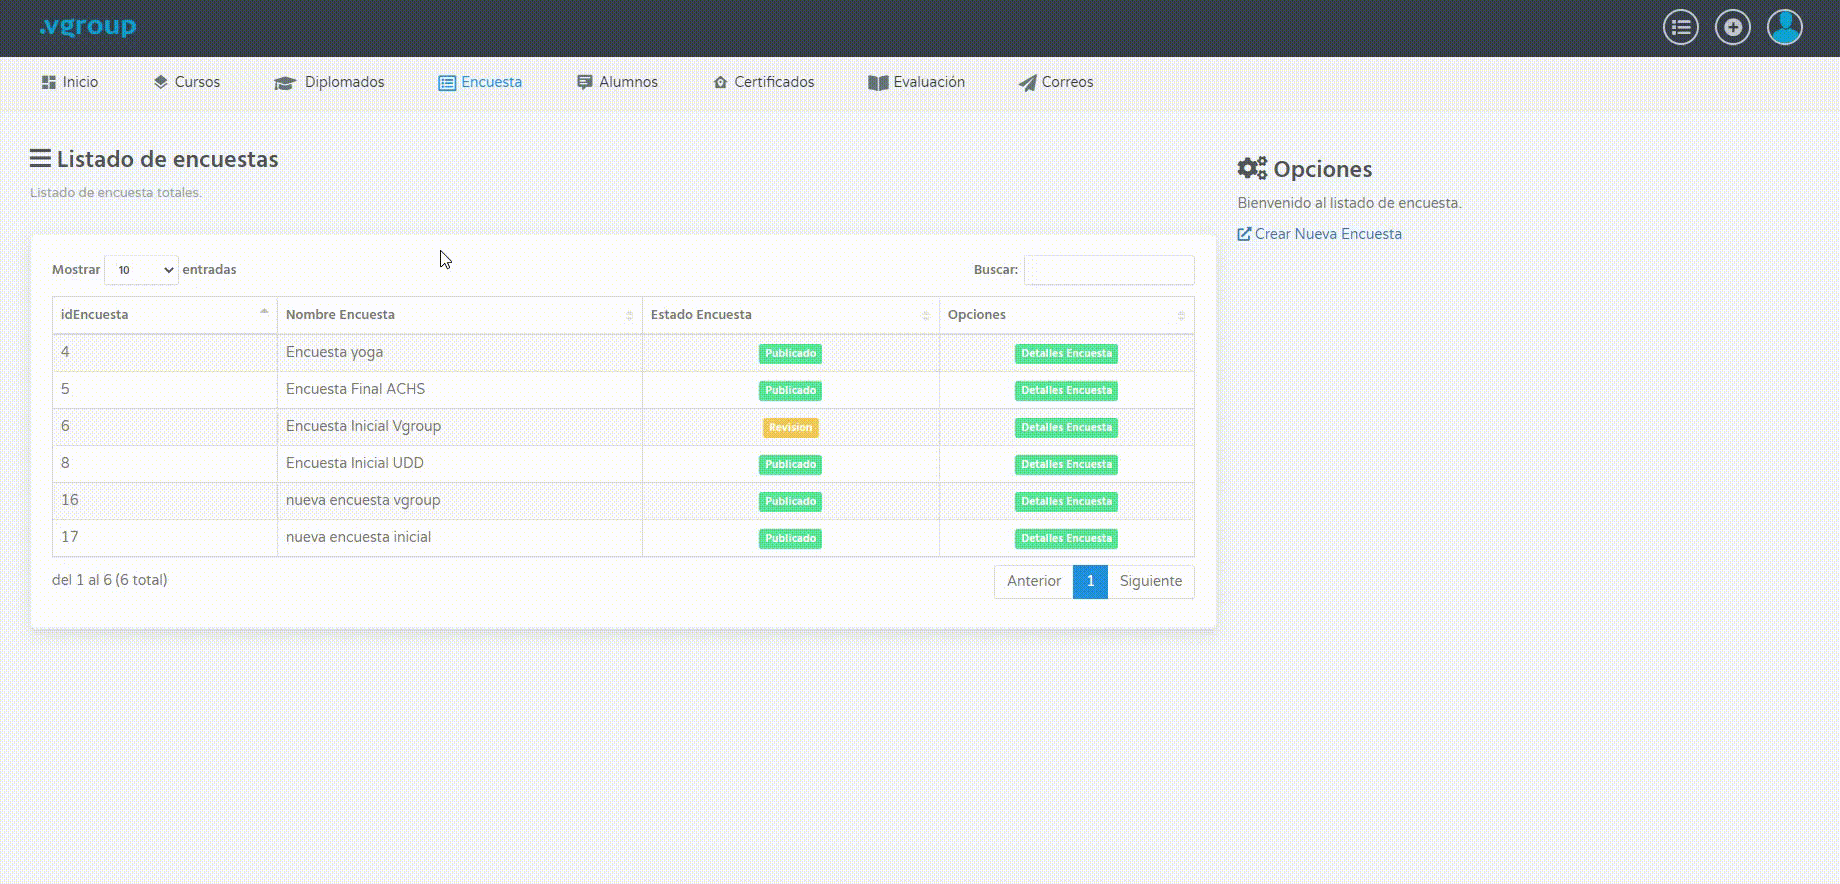 .vgroup
Inicio Cursos Diplomados Encuesta Alumnos Certificados Evaluación Correos
Listado de encuestas
Listado de encuesta totales.
Opciones
Bienvenido al listado de encuesta.
Crear Nueva Encuesta
Mostrar 10 entradas Buscar:
idEncuesta Nombre Encuesta Estado Encuesta Opciones
4 Encuesta yoga Publicado Detalles Encuesta
5 Encuesta Final ACHS Publicado Detalles Encuesta
6 Encuesta Inicial Vgroup Revision Detalles Encuesta
8 Encuesta Inicial UDD Publicado Detalles Encuesta
16 nueva encuesta vgroup Publicado Detalles Encuesta
17 nueva encuesta inicial Publicado Detalles Encuesta
del 1 al 6 (6 total) Anterior 1 Siguiente